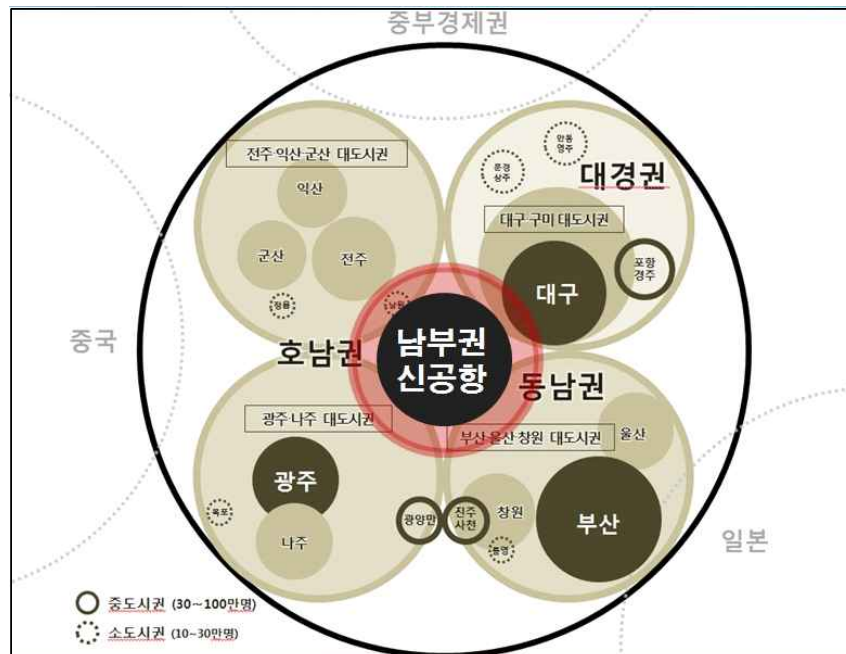 중부경제권
전주·익산·군산 대도시권
익산
군산
전주
정읍
남원
안동
영주
문경
상주
대경권
대구·구미 대도시권
대구
포항
경주
중국
호남권
남부권
신공항
동남권
광주·나주 대도시권
광주
나주
목포
광양만
부산·울산·창원 대도시권
울산
진주
사천
창원
통영
부산
일본
중도시권 (30~100만명)
소도시권 (10~30만명)